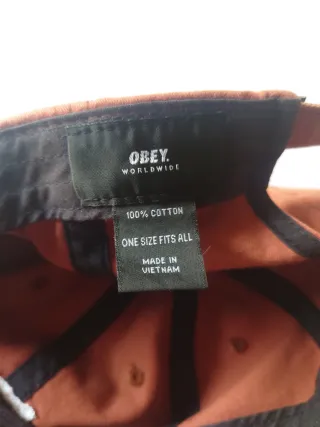 OBEY.
WORLDWIDE
100% COTTON
ONE SIZE FITS ALL
MADE IN
VIETNAM